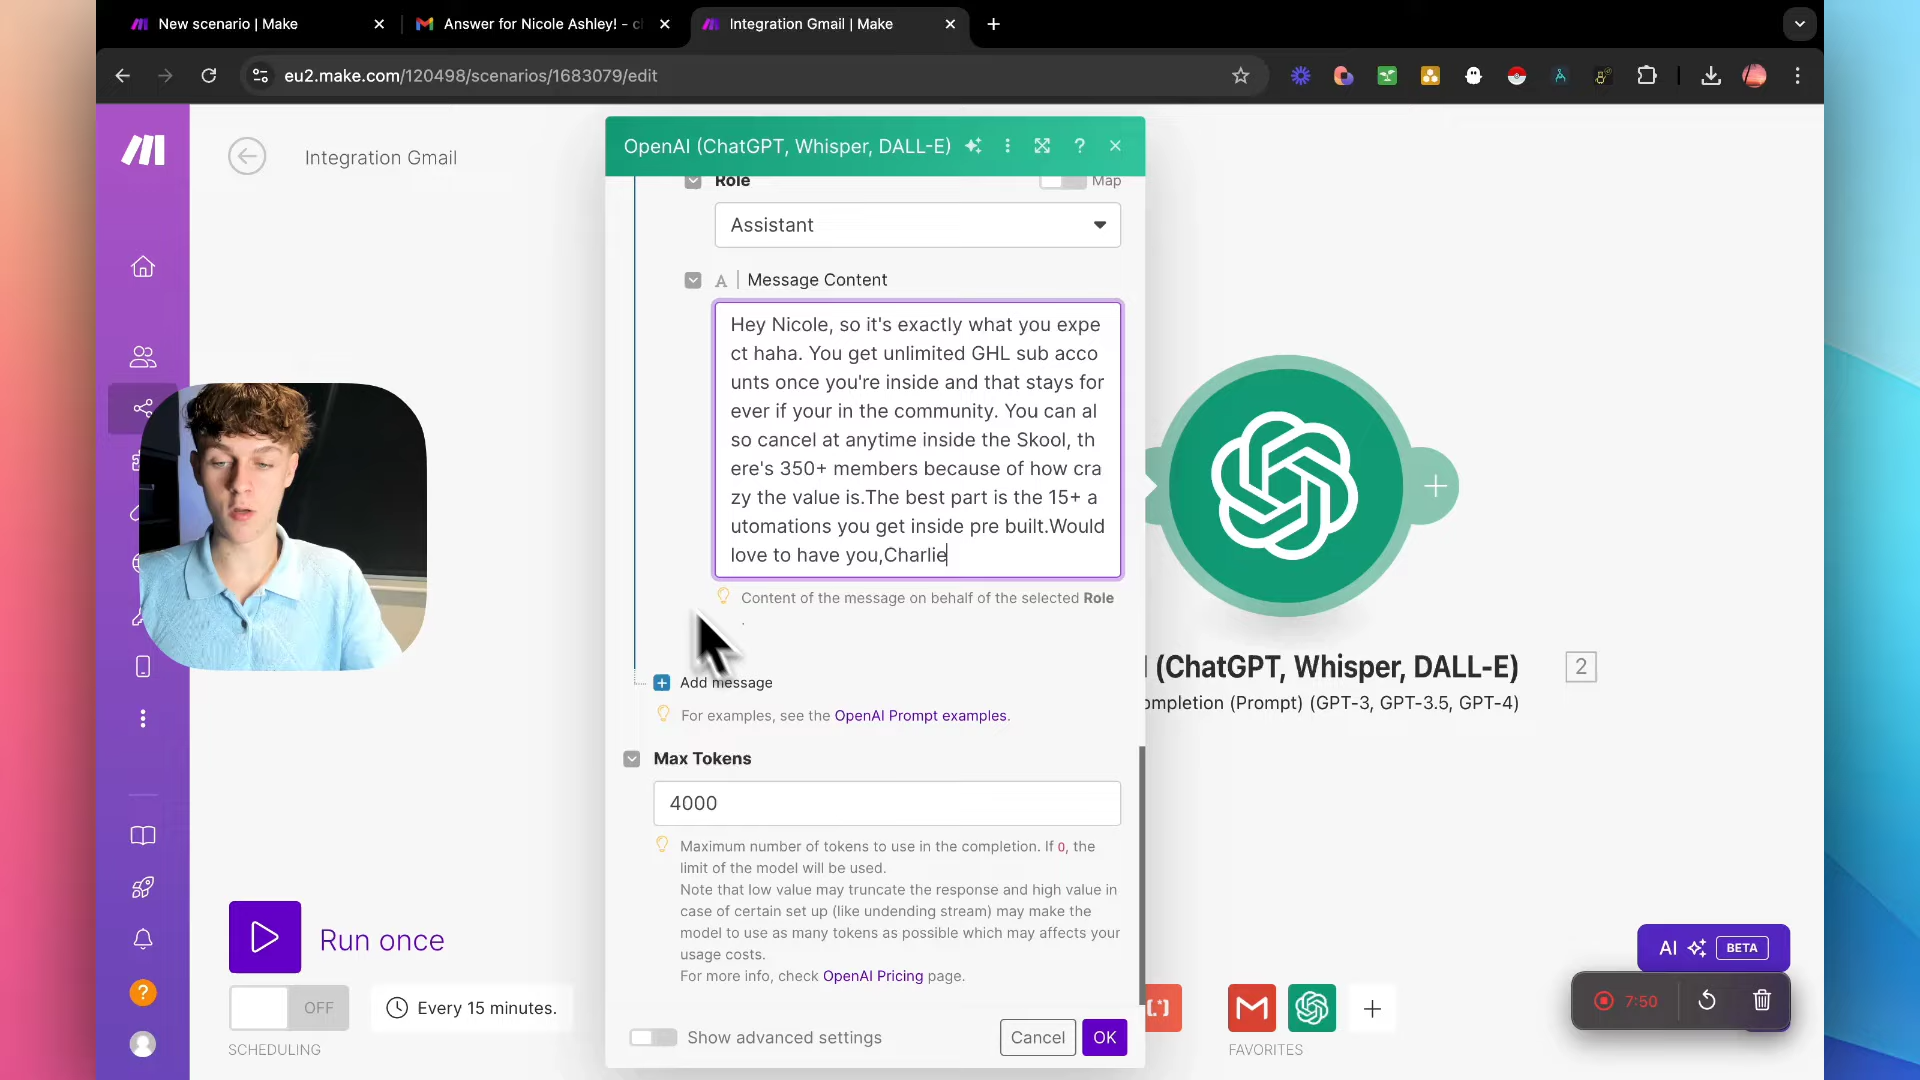 New scenario | Make
Answer for Nicole Ashley! -
Integration Gmail | Make
eu2.make.com/120498/scenarios/1683079/edit
Integration Gmail
OpenAI (ChatGPT, Whisper, DALL-E)
?
Role
Map
Assistant
A | Message Content
Hey Nicole, so it's exactly what you expe
ct haha. You get unlimited GHL sub acco
unts once you're inside and that stays for
ever if your in the community. You can al
so cancel at anytime inside the Skool, th
ere's 350+ members because of how cra
zy the value is.The best part is the 15+ a
utomations you get inside pre built.Would
love to have you,Charlie
Content of the message on behalf of the selected Role
.
Add message
For examples, see the OpenAI Prompt examples.
Max Tokens
4000
Maximum number of tokens to use in the completion. If 0, the
limit of the model will be used.
Note that low value may truncate the response and high value in
case of certain set up (like undending stream) may make the
model to use as many tokens as possible which may affects your
usage costs.
For more info, check OpenAI Pricing page.
Show advanced settings
Cancel
OK
(ChatGPT, Whisper, DALL-E)
2
ompletion (Prompt) (GPT-3, GPT-3.5, GPT-4)
Run once
OFF
Every 15 minutes.
SCHEDULING
?
FAVORITES
AI
BETA
7:50